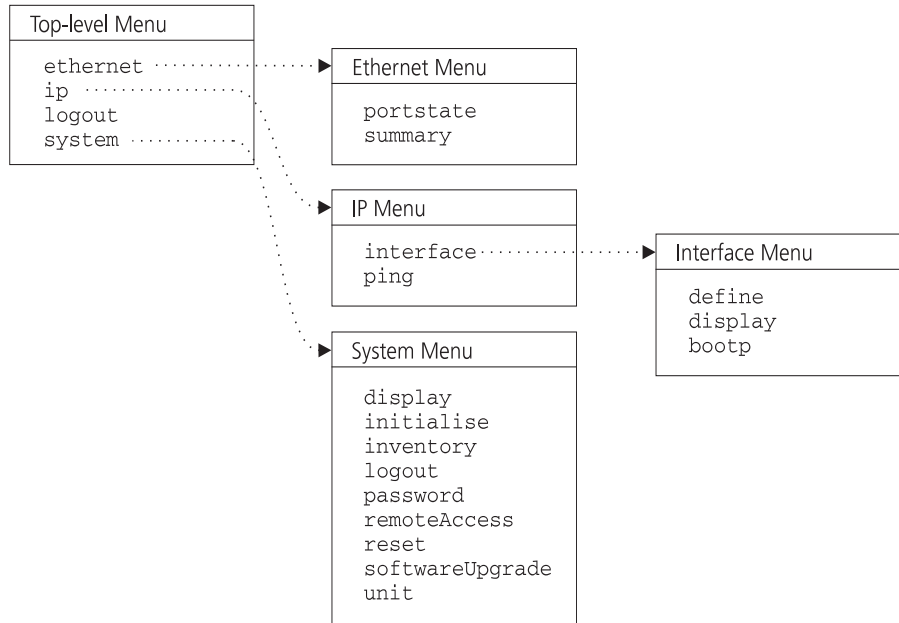 Top-level Menu
ethernet
ip
logout
system
Ethernet Menu
portstate
summary
IP Menu
interface
ping
Interface Menu
define
display
bootp
System Menu
display
initialise
inventory
logout
password
remoteAccess
reset
softwareUpgrade
unit